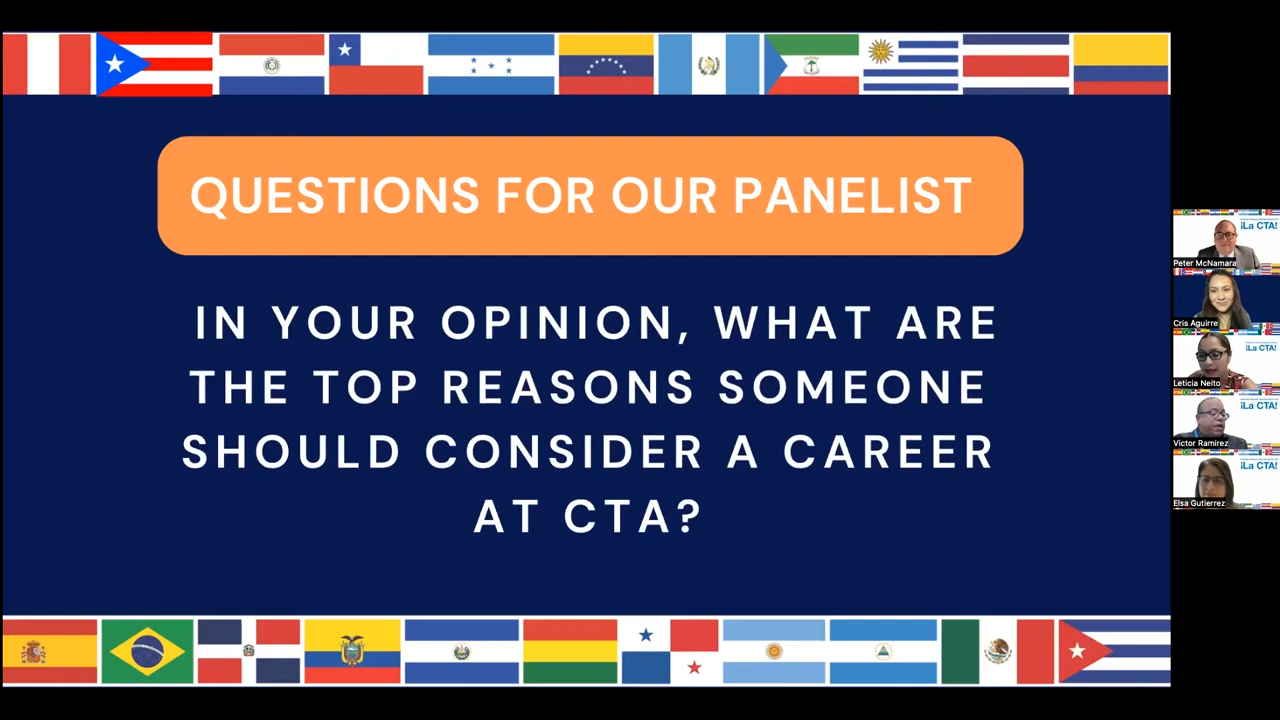 QUESTIONS FOR OUR PANELIST
IN YOUR OPINION, WHAT ARE
THE TOP REASONS SOMEONE
SHOULD CONSIDER A CAREER
AT CTA?
¡La CTA!
Peter McNamara
Cris Aguirre
¡La CTA!
Leticia Neito
¡La CTA!
Victor Ramirez
¡La CTA!
Elsa Gutierrez